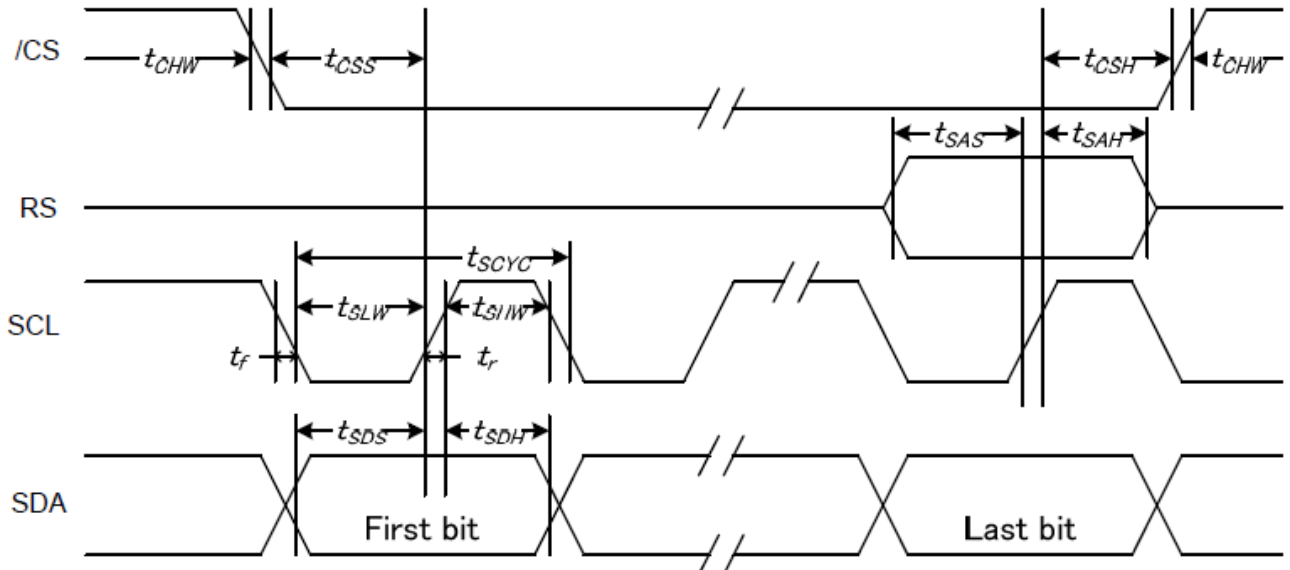 /CS
tCHW
tCSS
tCSH
tCHW
tSAS
tSAH
RS
tSCYC
SCL
tSLW
tSHW
tf
tr
tSDS
tSDH
SDA
First bit
Last bit